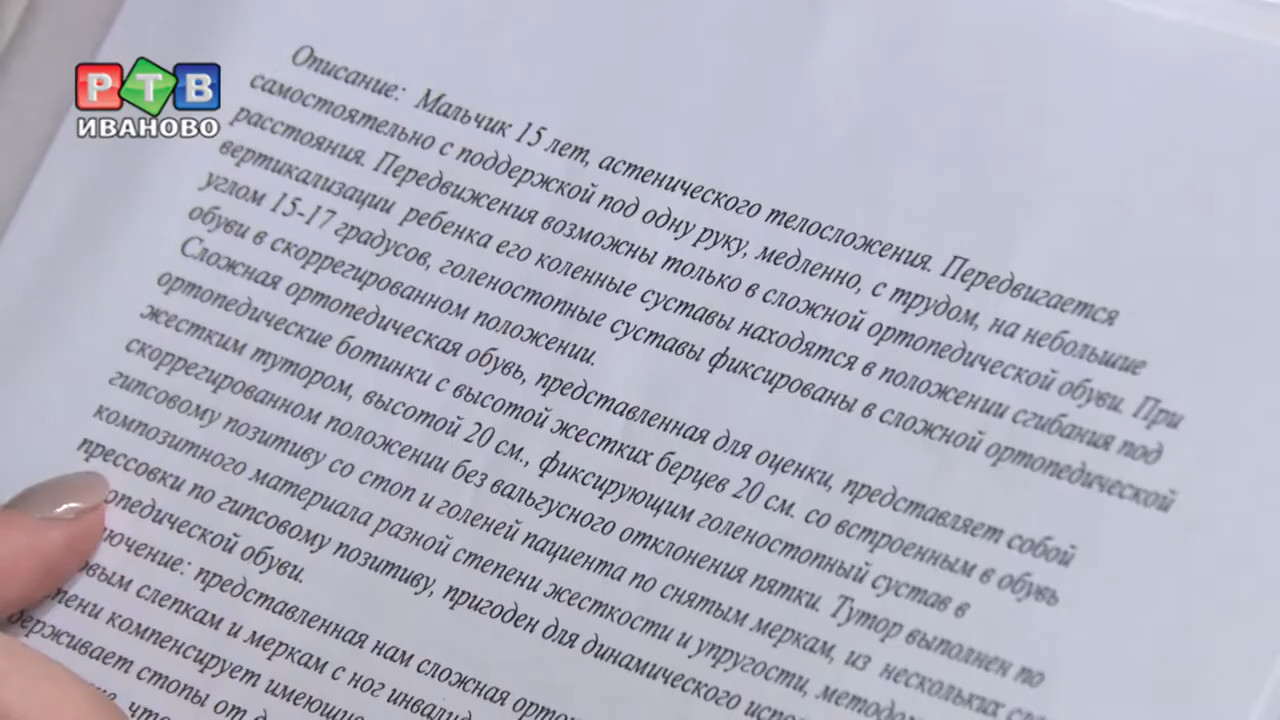 РТВ
ИВАНОВО
Описание: Мальчик 15 лет, астенического телосложения. Передвигается
самостоятельно с поддержкой под одну руку, медленно, с трудом, на небольшие
расстояния. Передвижения возможны только в сложной ортопедической обуви. При
вертикализации ребенка его коленные суставы находятся в положении сгибания под
углом 15-17 градусов, голеностопные суставы фиксированы в сложной ортопедической
обуви в скоррегированном положении.
Сложная ортопедическая обувь, представленная для оценки, представляет собой
ортопедические ботинки с высотой жестких берцев 20 см. со встроенным в обувь
жестким тутором, высотой 20 см., фиксирующим голеностопный сустав в
скоррегированном положении без вальгусного отклонения пятки. Тутор выполнен по
гипсовому позитиву со стоп и голеней пациента по снятым меркам, из нескольких
композитного материала разной степени жесткости и упругости, методом
прессовки по гипсовому позитиву, пригоден для динамического
опедической обуви.
ючение: представленная нам сложная
вым слепкам и меркам с ног
пени компенсирует
держивает стопы от